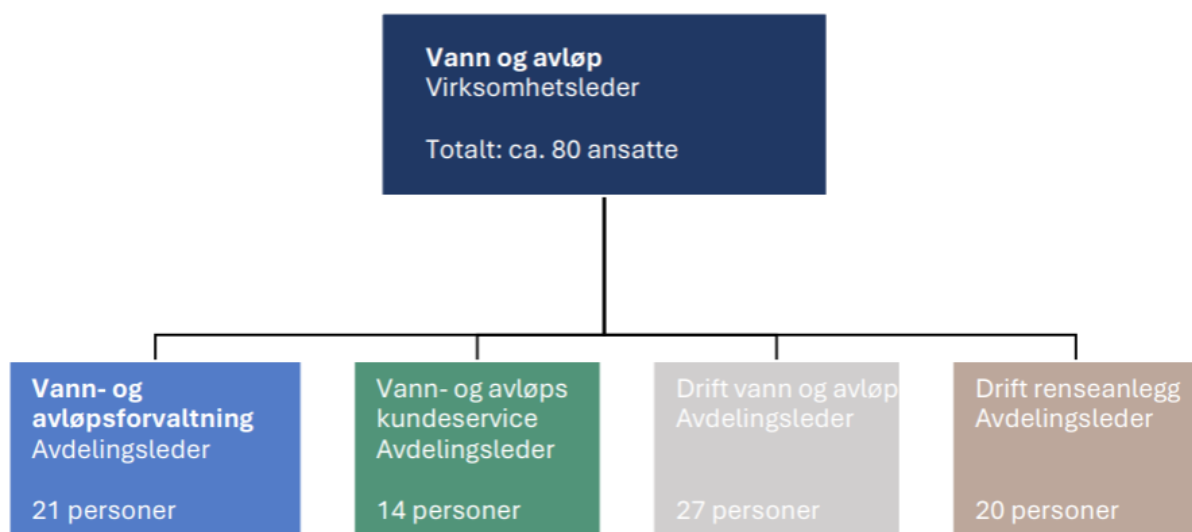 Vann og avløp
Virksomhetsleder
Totalt: ca. 80 ansatte
Vann- og
avløpsforvaltning
Avdelingsleder
21 personer
Vann- og avløps
kundeservice
Avdelingsleder
14 personer
Drift vann og avløp
Avdelingsleder
27 personer
Drift renseanlegg
Avdelingsleder
20 personer